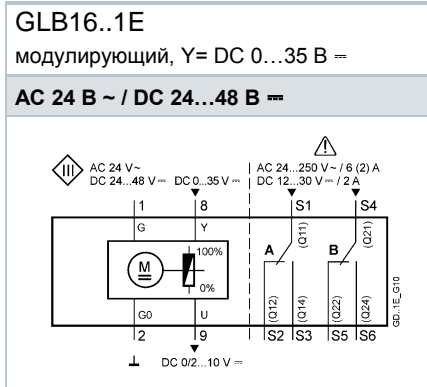 GLB16..1E
модулирующий, Y= DC 0…35 В ⎓
AC 24 В ~ / DC 24…48 В ⎓
III
AC 24 V~
DC 24...48 V ⎓
DC 0...35 V ⎓
AC 24...250 V~ / 6 (2) A
DC 12...30 V ⎓ / 2 A
1 8 S1 S4
G Y (Q11) (Q21)
100%
A B
M
0%
(Q12) (Q14) (Q22) (Q24)
G0 U
GD..1E_G10
2 9 S2 S3 S5 S6
⊥ DC 0/2...10 V ⎓